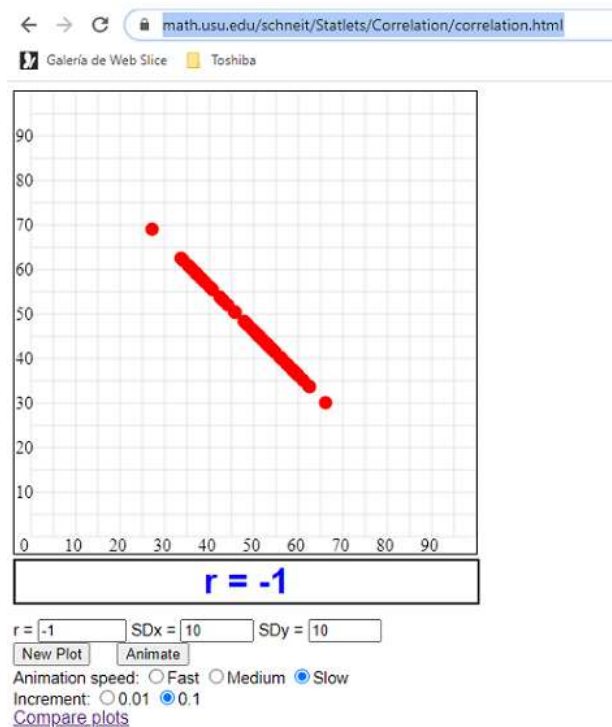 math.usu.edu/schneit/Statlets/Correlation/correlation.html
Galería de Web Slice Toshiba
90
80
70
60
50
40
30
20
10
0 10 20 30 40 50 60 70 80 90
r = -1
r = -1 SDx = 10 SDy = 10
New Plot Animate
Animation speed: Fast Medium Slow
Increment: 0.01 0.1
Compare plots